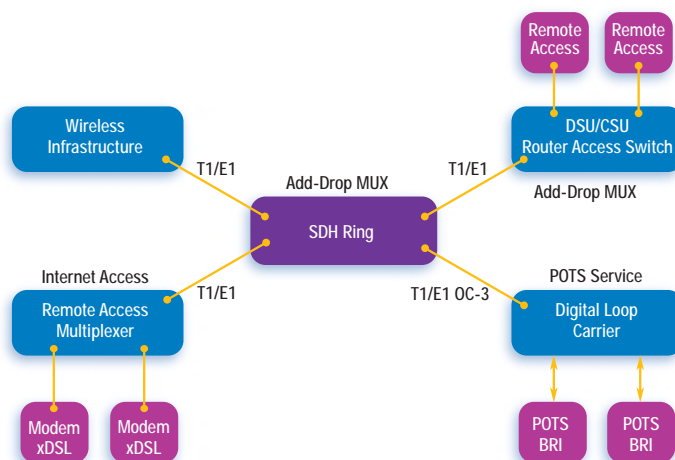 Remote
Access
Remote
Access
Wireless
Infrastructure
DSU/CSU
Router Access Switch
T1/E1
T1/E1
Add-Drop MUX
Add-Drop MUX
SDH Ring
Internet Access
POTS Service
T1/E1
T1/E1 OC-3
Remote Access
Multiplexer
Digital Loop
Carrier
Modem
xDSL
Modem
xDSL
POTS
BRI
POTS
BRI